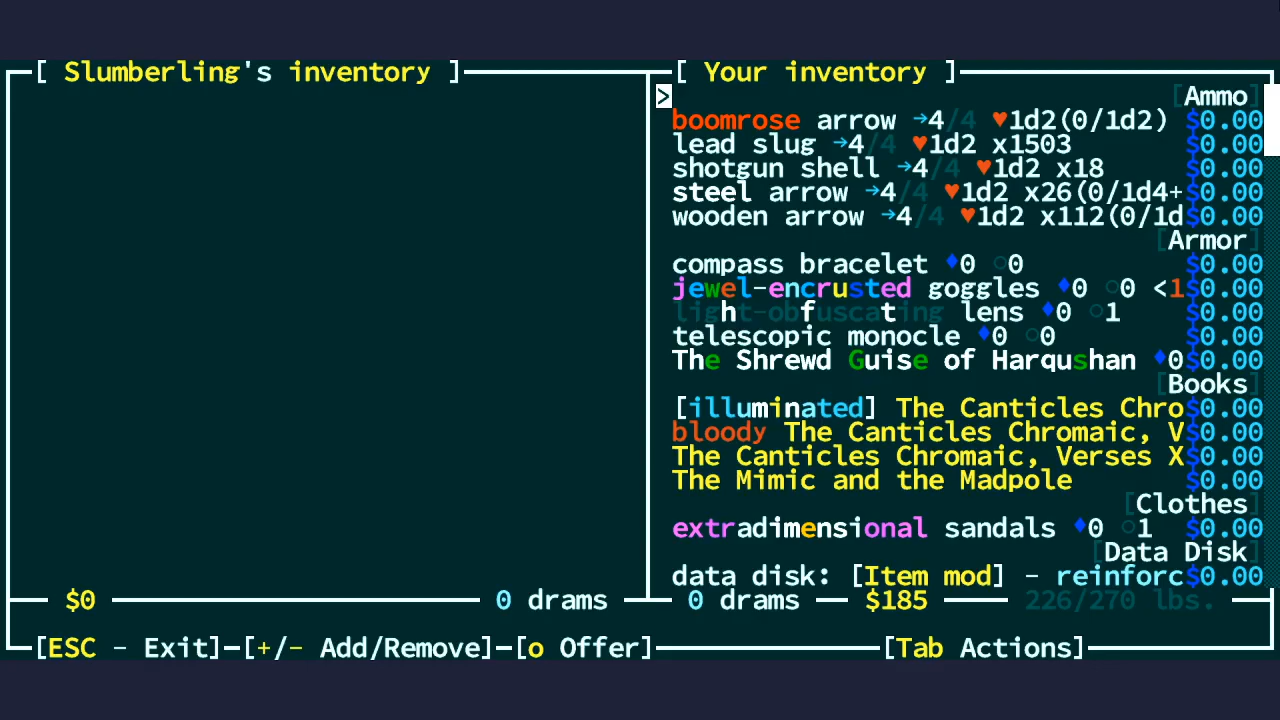 [ Slumberling's inventory ]
[ Your inventory ]
>
[Ammo]
boomrose arrow →4/4 ♥1d2(0/1d2) $0.00
lead slug →4/4 ♥1d2 x1503 $0.00
shotgun shell →4/4 ♥1d2 x18 $0.00
steel arrow →4/4 ♥1d2 x26(0/1d4+ $0.00
wooden arrow →4/4 ♥1d2 x112(0/1d $0.00
[Armor]
compass bracelet ♦0 ○0 $0.00
jewel-encrusted goggles ♦0 ○0 <1 $0.00
light-obfuscating lens ♦0 ○1 $0.00
telescopic monocle ♦0 ○0 $0.00
The Shrewd Guise of Harqushan ♦0 $0.00
[Books]
[illuminated] The Canticles Chro $0.00
bloody The Canticles Chromaic, V $0.00
The Canticles Chromaic, Verses X $0.00
The Mimic and the Madpole $0.00
[Clothes]
extradimensional sandals ♦0 ○1 $0.00
[Data Disk]
data disk: [Item mod] - reinforc $0.00
$0 0 drams
0 drams $185 226/270 lbs.
[ESC - Exit] [+/- Add/Remove] [o Offer] [Tab Actions]